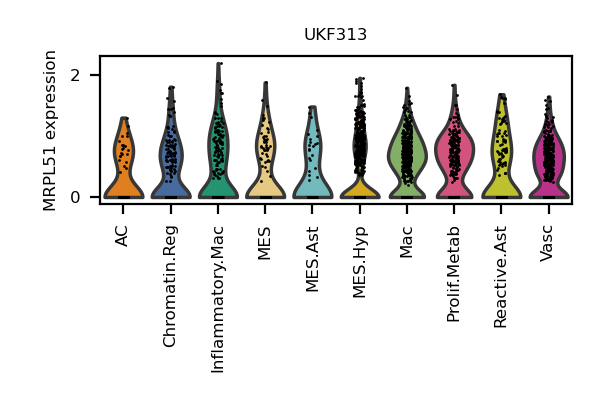 UKF313
MRPL51 expression
2
0
AC
Chromatin.Reg
Inflammatory.Mac
MES
MES.Ast
MES.Hyp
Mac
Prolif.Metab
Reactive.Ast
Vasc